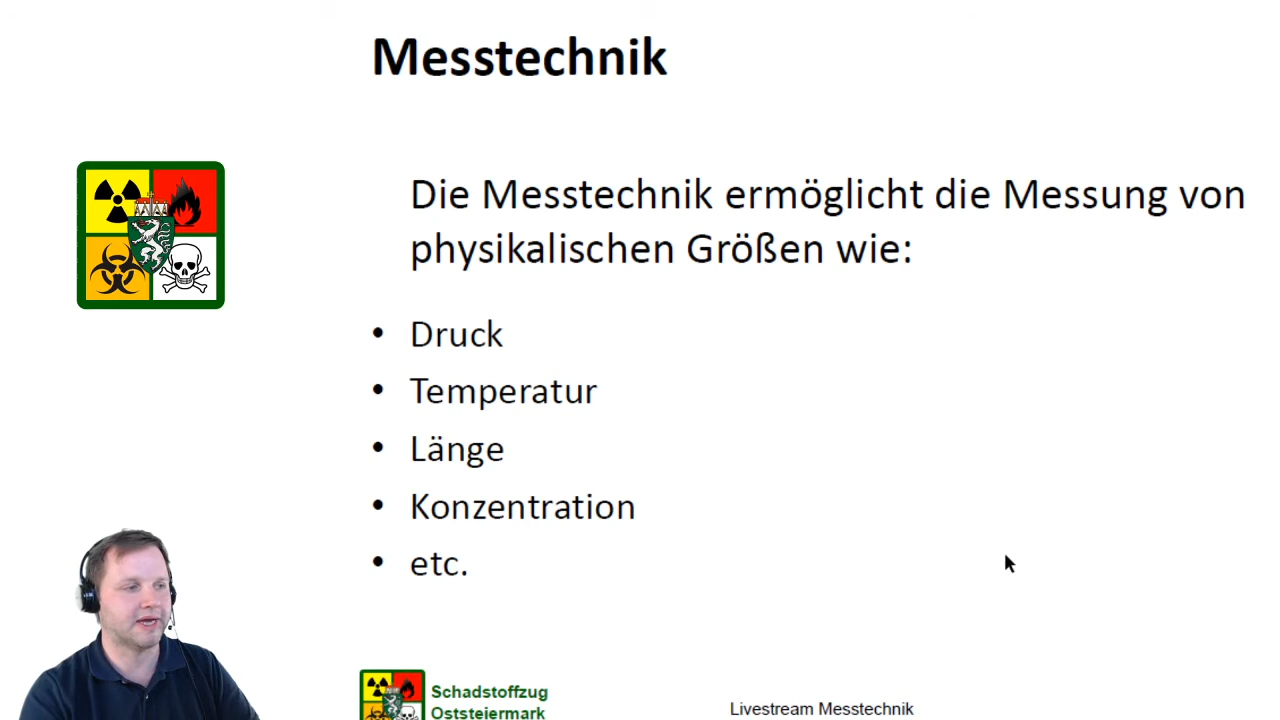 Messtechnik
Die Messtechnik ermöglicht die Messung von
physikalischen Größen wie:
• Druck
• Temperatur
• Länge
• Konzentration
• etc.
Schadstoffzug
Oststeiermark
Livestream Messtechnik